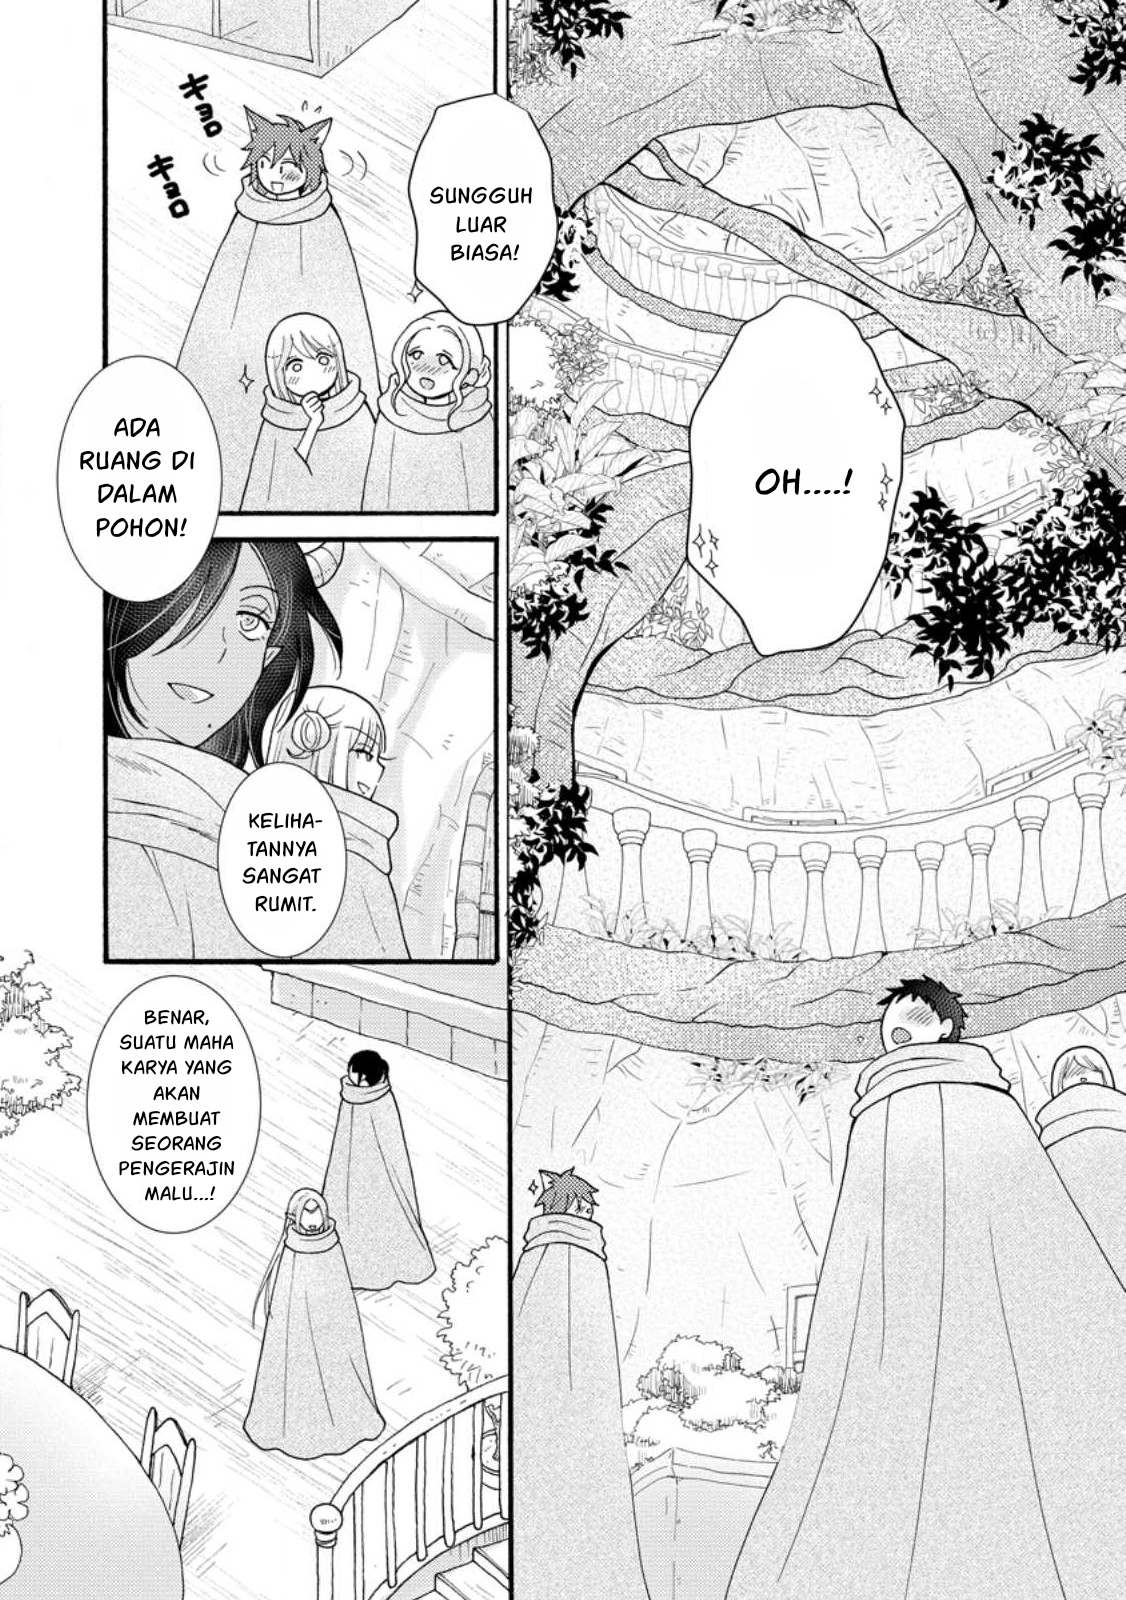 OH....!
SUNGGUH
LUAR
BIASA!
キョロ
キョロ
ADA
RUANG DI
DALAM
POHON!
KELIHA-
TANNYA
SANGAT
RUMIT.
BENAR,
SUATU MAHA
KARYA YANG
AKAN
MEMBUAT
SEORANG
PENGERAJIN
MALU...!